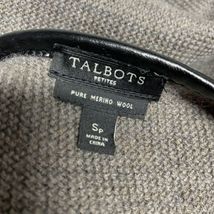 TALBOTS
PETITES
PURE MERINO WOOL
Sp
MADE IN
CHINA